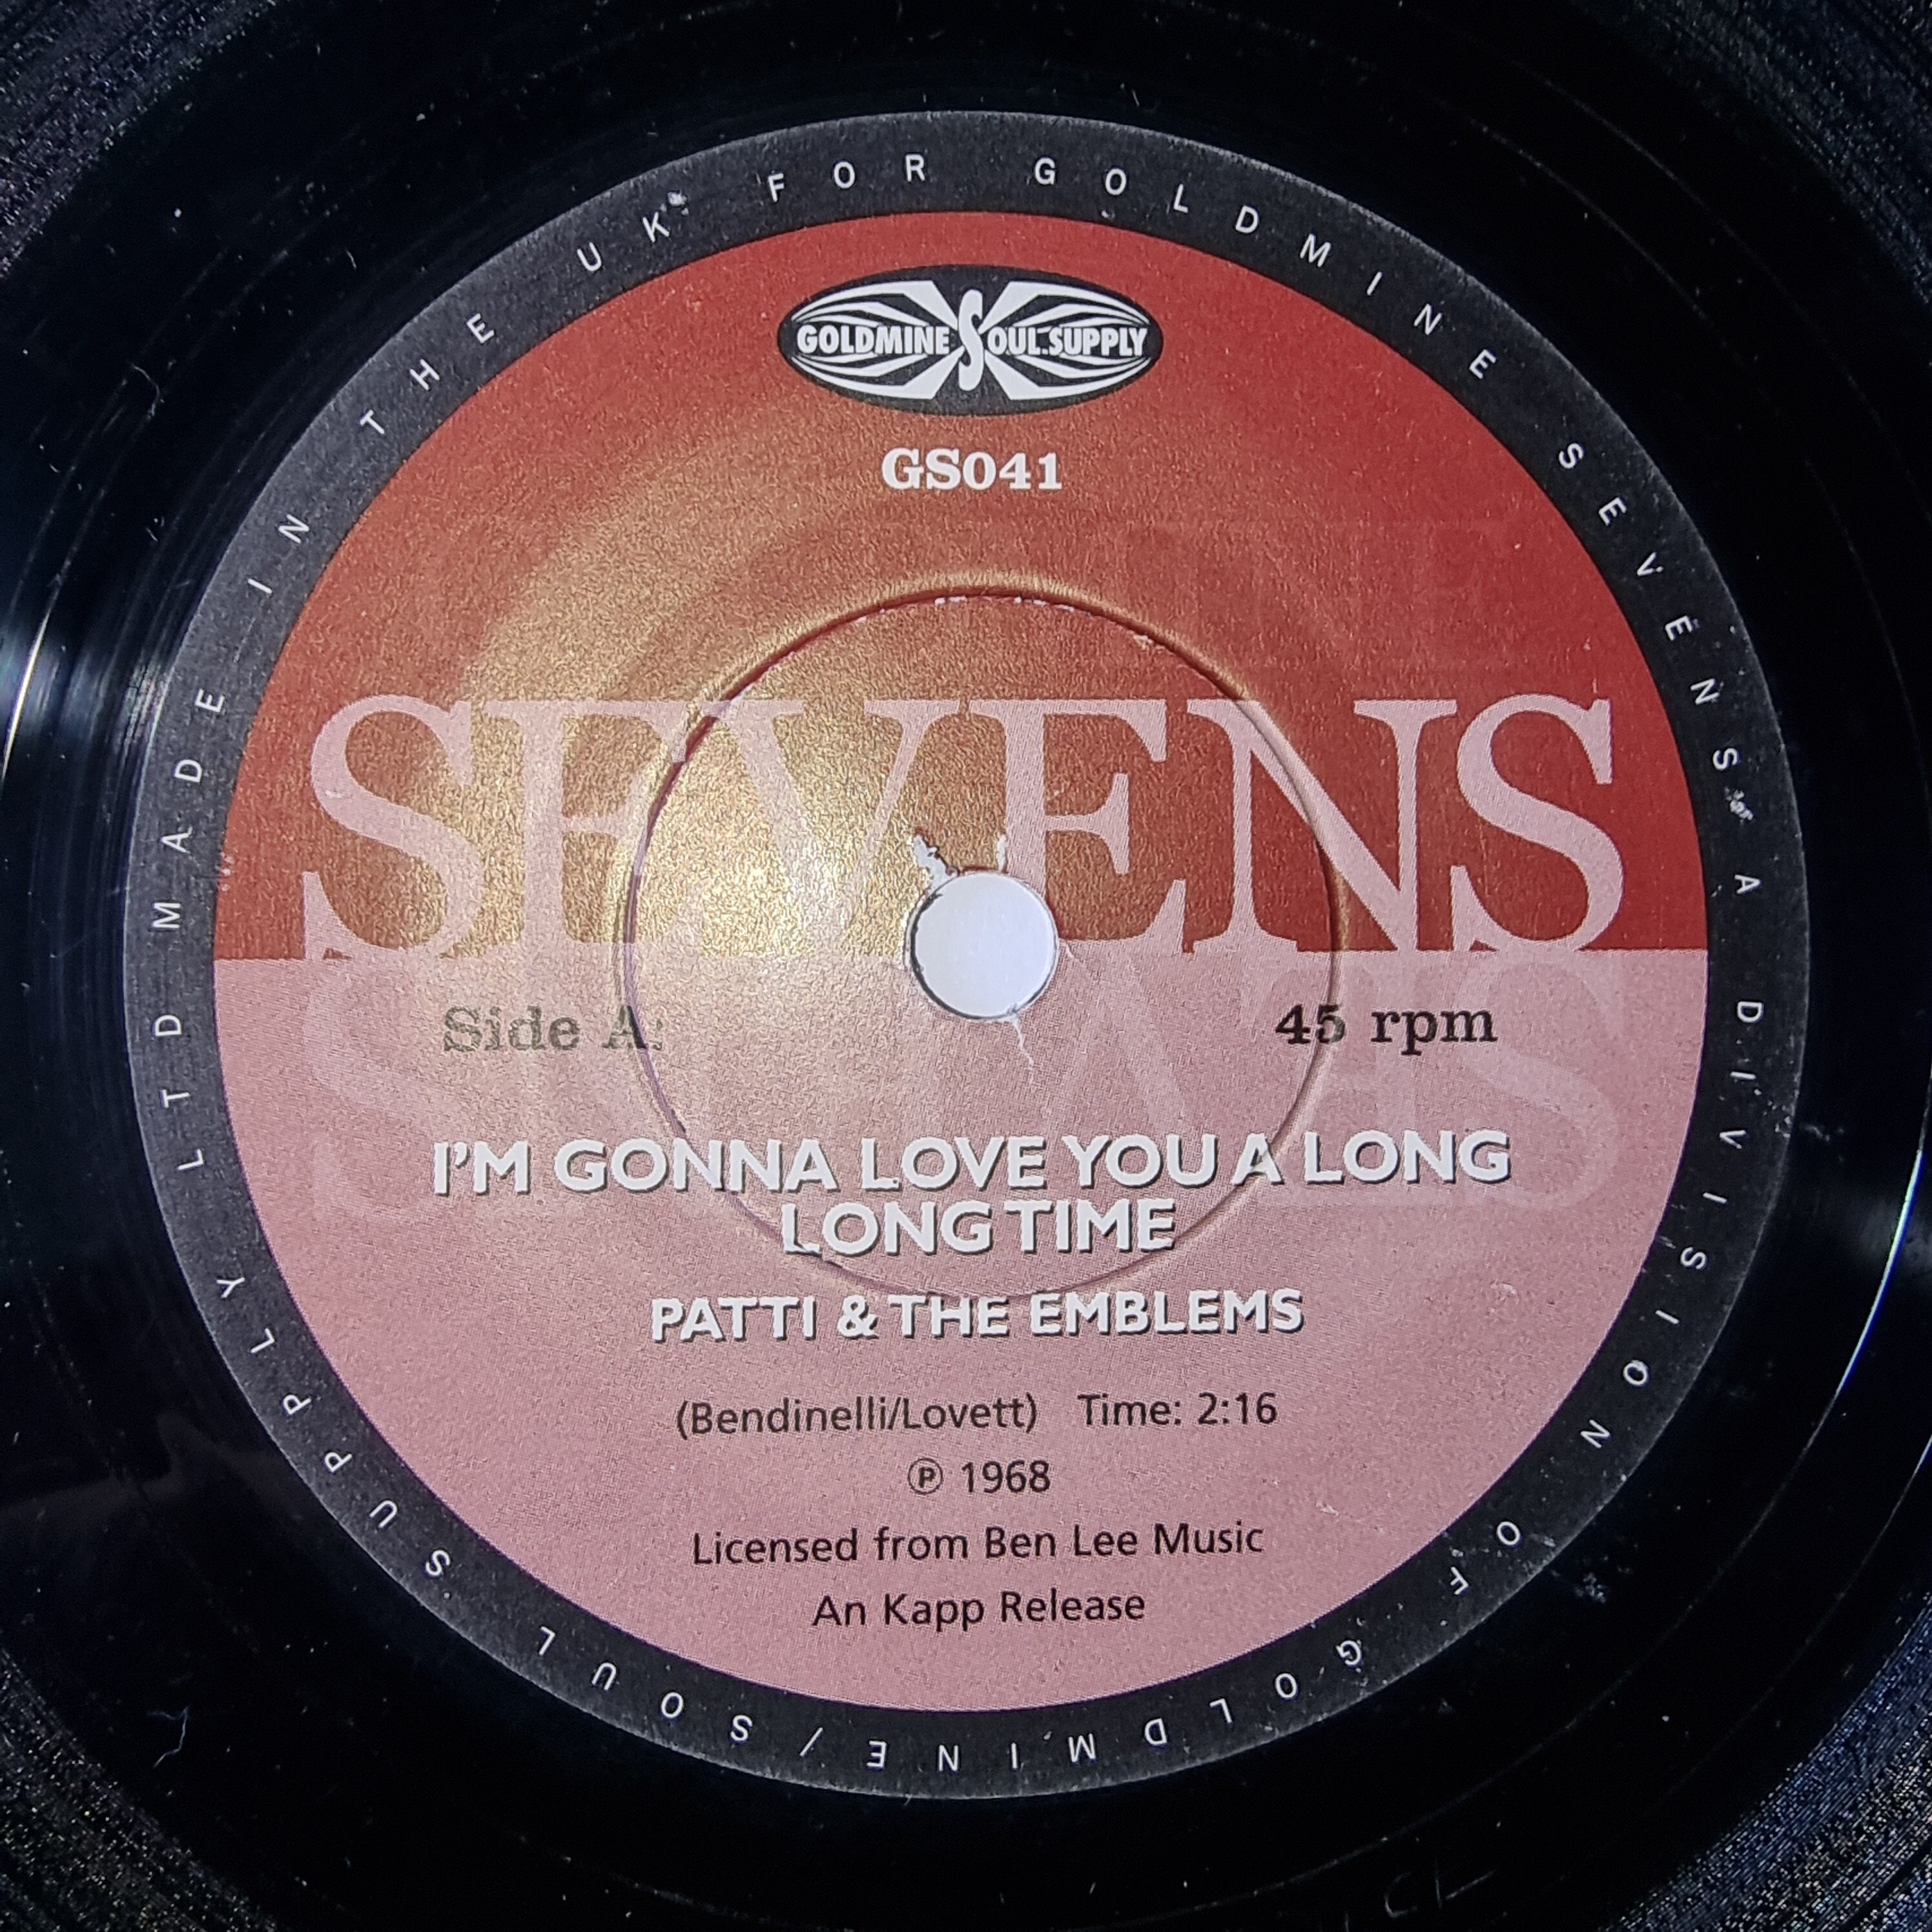 MADE IN THE UK FOR GOLDMINE SEVENS A DIVISION OF GOLDMINE/SOUL SUPPLY LTD
GOLDMINE SOUL SUPPLY
GS041
SEVENS
Side A:
45 rpm
I'M GONNA LOVE YOU A LONG
LONG TIME
PATTI & THE EMBLEMS
(Bendinelli/Lovett) Time: 2:16
℗ 1968
Licensed from Ben Lee Music
An Kapp Release